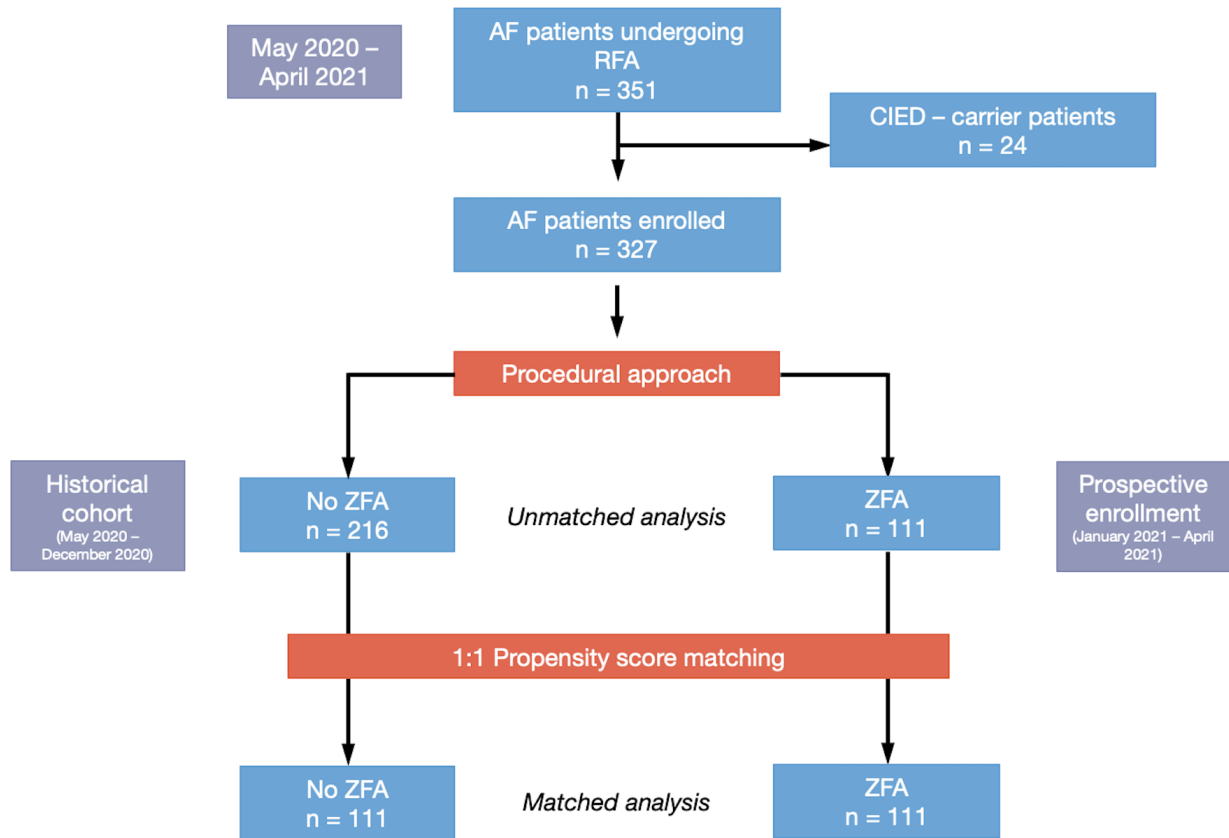 May 2020 –
April 2021
AF patients undergoing
RFA
n = 351
CIED – carrier patients
n = 24
AF patients enrolled
n = 327
Procedural approach
Historical
cohort
(May 2020 –
December 2020)
No ZFA
n = 216
Unmatched analysis
ZFA
n = 111
Prospective
enrollment
(January 2021 – April
2021)
1:1 Propensity score matching
No ZFA
n = 111
Matched analysis
ZFA
n = 111